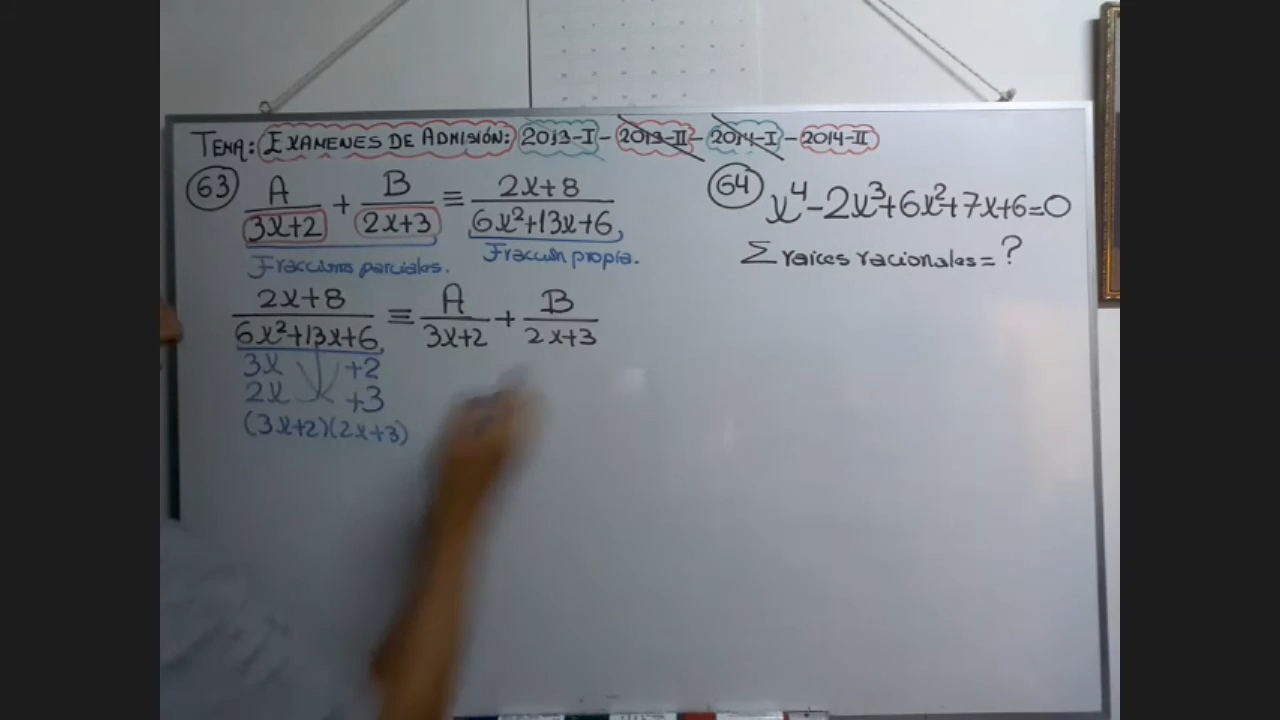 TEMA: EXAMENES DE ADMISIÓN: 2013-I - 2013-II - 2014-I - 2014-II
63 A/(3x+2) + B/(2x+3) ≡ (2x+8)/(6x²+13x+6)
Fracciones parciales. Fracción propia.
(2x+8)/(6x²+13x+6) ≡ A/(3x+2) + B/(2x+3)
3x +2
2x +3
(3x+2)(2x+3)
64 x⁴-2x³+6x²+7x+6=0
Σ raices racionales = ?